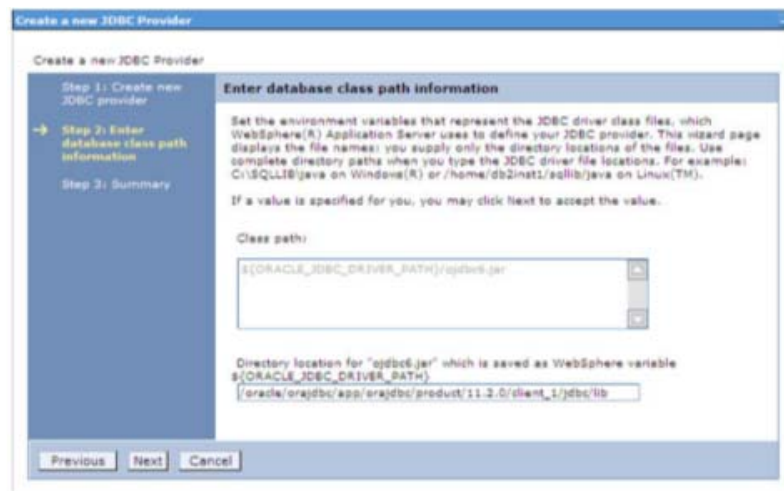 Create a new JDBC Provider
Create a new JDBC Provider
Step 1: Create new
JDBC provider
Step 2: Enter
database class path
information
Step 3: Summary
Enter database class path information
Set the environment variables that represent the JDBC driver class files, which
WebSphere(R) Application Server uses to define your JDBC provider. This wizard page
displays the file names; you supply only the directory locations of the files. Use
complete directory paths when you type the JDBC driver file locations. For example:
C:\SQLLIB\java on Windows(R) or /home/db2inst1/sqllib/java on Linux(TM).
If a value is specified for you, you may click Next to accept the value.
Class path:
${ORACLE_JDBC_DRIVER_PATH}/ojdbc6.jar
Directory location for "ojdbc6.jar" which is saved as WebSphere variable
${ORACLE_JDBC_DRIVER_PATH}
/oracle/orajdbc/app/orajdbc/product/11.2.0/client_1/jdbc/lib
Previous Next Cancel